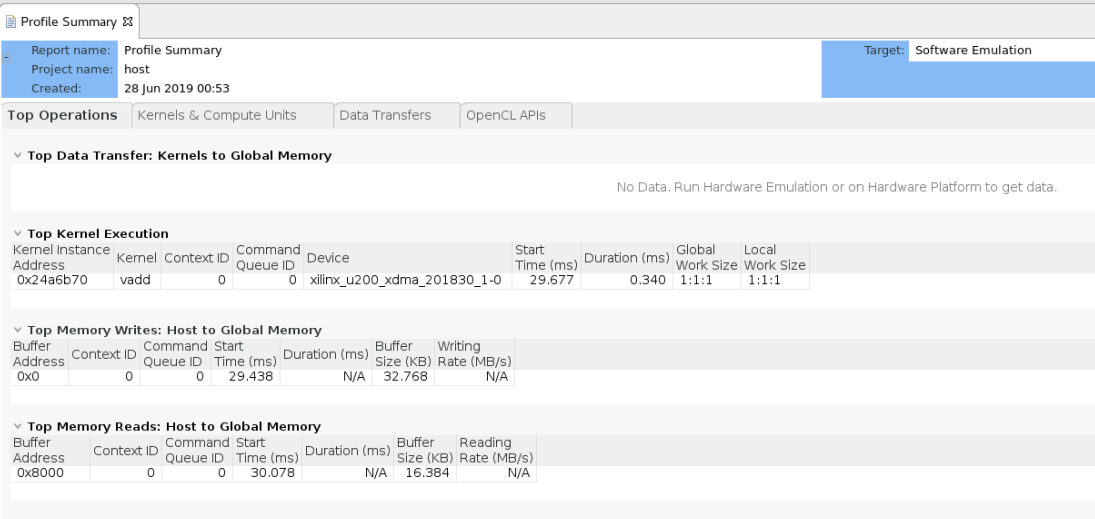 Profile Summary
Report name: Profile Summary
Target: Software Emulation
Project name: host
Created: 28 Jun 2019 00:53
Top Operations Kernels & Compute Units Data Transfers OpenCL APIs
Top Data Transfer: Kernels to Global Memory
No Data. Run Hardware Emulation or on Hardware Platform to get data.
Top Kernel Execution
Kernel Instance Address Kernel Context ID Command Queue ID Device Start Time (ms) Duration (ms) Global Work Size Local Work Size
0x24a6b70 vadd 0 0 xilinx_u200_xdma_201830_1-0 29.677 0.340 1:1:1 1:1:1
Top Memory Writes: Host to Global Memory
Buffer Address Context ID Command Queue ID Start Time (ms) Duration (ms) Buffer Size (KB) Writing Rate (MB/s)
0x0 0 0 29.438 N/A 32.768 N/A
Top Memory Reads: Host to Global Memory
Buffer Address Context ID Command Queue ID Start Time (ms) Duration (ms) Buffer Size (KB) Reading Rate (MB/s)
0x8000 0 0 30.078 N/A 16.384 N/A